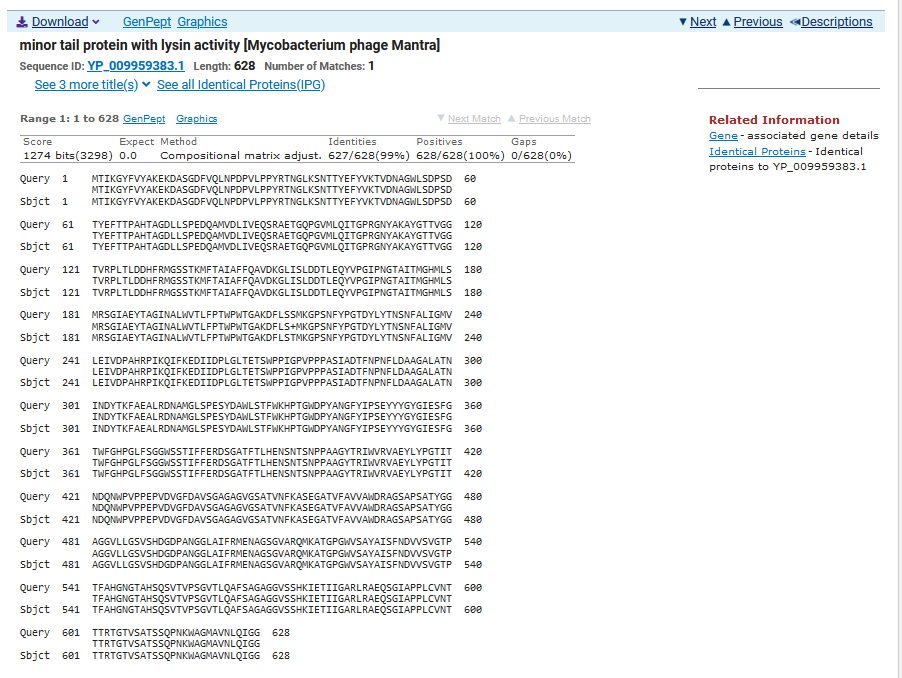 Download GenPept Graphics Next Previous Descriptions
minor tail protein with lysin activity [Mycobacterium phage Mantra]
Sequence ID: YP_009959383.1 Length: 628 Number of Matches: 1
See 3 more title(s) See all Identical Proteins(IPG)
Range 1: 1 to 628 GenPept Graphics Next Match Previous Match
Score Expect Method Identities Positives Gaps
1274 bits(3298) 0.0 Compositional matrix adjust. 627/628(99%) 628/628(100%) 0/628(0%)
Query 1 MTIKGYFVYAKEKDASGDFVQLNPDPVLPPYRTNGLKSNTTYEFYVKTVDNAGWLSDPSD 60
MTIKGYFVYAKEKDASGDFVQLNPDPVLPPYRTNGLKSNTTYEFYVKTVDNAGWLSDPSD
Sbjct 1 MTIKGYFVYAKEKDASGDFVQLNPDPVLPPYRTNGLKSNTTYEFYVKTVDNAGWLSDPSD 60
Query 61 TYEFTTPAHTAGDLLSPEDQAMVDLIVEQSRAETGQPGVMLQITGPRGNYAKAYGTTVGG 120
TYEFTTPAHTAGDLLSPEDQAMVDLIVEQSRAETGQPGVMLQITGPRGNYAKAYGTTVGG
Sbjct 61 TYEFTTPAHTAGDLLSPEDQAMVDLIVEQSRAETGQPGVMLQITGPRGNYAKAYGTTVGG 120
Query 121 TVRPLTLDDHFRMGSSTKMFTAIAFFQAVDKGLISLDDTLEQYVPGIPNGTAITMGHMLS 180
TVRPLTLDDHFRMGSSTKMFTAIAFFQAVDKGLISLDDTLEQYVPGIPNGTAITMGHMLS
Sbjct 121 TVRPLTLDDHFRMGSSTKMFTAIAFFQAVDKGLISLDDTLEQYVPGIPNGTAITMGHMLS 180
Query 181 MRSGIAEYTAGINALWVTLFPTWPWTGAKDFLSSMKGPSNFYPGTDYLYTNSNFALIGMV 240
MRSGIAEYTAGINALWVTLFPTWPWTGAKDFLS+MKGPSNFYPGTDYLYTNSNFALIGMV
Sbjct 181 MRSGIAEYTAGINALWVTLFPTWPWTGAKDFLSTMKGPSNFYPGTDYLYTNSNFALIGMV 240
Query 241 LEIVDPAHRPIKQIFKEDIIDPLGLTETSWPPIGPVPPPASIADTFNPNFLDAAGALATN 300
LEIVDPAHRPIKQIFKEDIIDPLGLTETSWPPIGPVPPPASIADTFNPNFLDAAGALATN
Sbjct 241 LEIVDPAHRPIKQIFKEDIIDPLGLTETSWPPIGPVPPPASIADTFNPNFLDAAGALATN 300
Query 301 INDYTKFAEALRDNAMGLSPESYDAWLSTFWKHPTGWDPYANGFYIPSEYYYGYGIESFG 360
INDYTKFAEALRDNAMGLSPESYDAWLSTFWKHPTGWDPYANGFYIPSEYYYGYGIESFG
Sbjct 301 INDYTKFAEALRDNAMGLSPESYDAWLSTFWKHPTGWDPYANGFYIPSEYYYGYGIESFG 360
Query 361 TWFGHPGLFSGGWSSTIFFERDSGATFTLHENSNTSNPPAAGYTRIWVRVAEYLYPGTIT 420
TWFGHPGLFSGGWSSTIFFERDSGATFTLHENSNTSNPPAAGYTRIWVRVAEYLYPGTIT
Sbjct 361 TWFGHPGLFSGGWSSTIFFERDSGATFTLHENSNTSNPPAAGYTRIWVRVAEYLYPGTIT 420
Query 421 NDQNWPVPPEPVDVGFDAVSGAGAGVGSATVNFKASEGATVFAVVAWDRAGSAPSATYGG 480
NDQNWPVPPEPVDVGFDAVSGAGAGVGSATVNFKASEGATVFAVVAWDRAGSAPSATYGG
Sbjct 421 NDQNWPVPPEPVDVGFDAVSGAGAGVGSATVNFKASEGATVFAVVAWDRAGSAPSATYGG 480
Query 481 AGGVLLGSVSHDGDPANGGLAIFRMENAGSGVARQMKATGPGWVSAYAISFNDVVSVGTP 540
AGGVLLGSVSHDGDPANGGLAIFRMENAGSGVARQMKATGPGWVSAYAISFNDVVSVGTP
Sbjct 481 AGGVLLGSVSHDGDPANGGLAIFRMENAGSGVARQMKATGPGWVSAYAISFNDVVSVGTP 540
Query 541 TFAHGNGTAHSQSVTVPSGVTLQAFSAGAGGVSSHKIETIIGARLRAEQSGIAPPLCVNT 600
TFAHGNGTAHSQSVTVPSGVTLQAFSAGAGGVSSHKIETIIGARLRAEQSGIAPPLCVNT
Sbjct 541 TFAHGNGTAHSQSVTVPSGVTLQAFSAGAGGVSSHKIETIIGARLRAEQSGIAPPLCVNT 600
Query 601 TTRTGTVSATSSQPNKWAGMAVNLQIGG 628
TTRTGTVSATSSQPNKWAGMAVNLQIGG
Sbjct 601 TTRTGTVSATSSQPNKWAGMAVNLQIGG 628
Related Information
Gene - associated gene details
Identical Proteins - Identical
proteins to YP_009959383.1